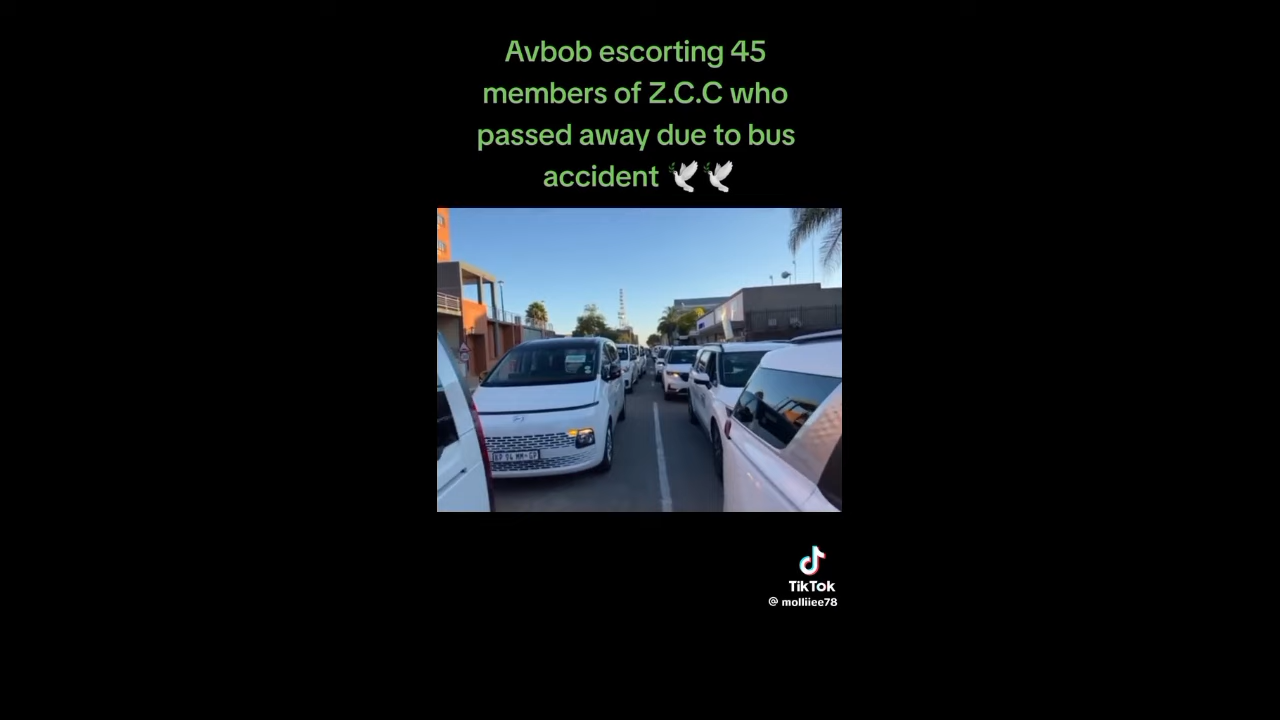 Avbob escorting 45
members of Z.C.C who
passed away due to bus
accident 🕊️🕊️
TikTok
@ molliiee78